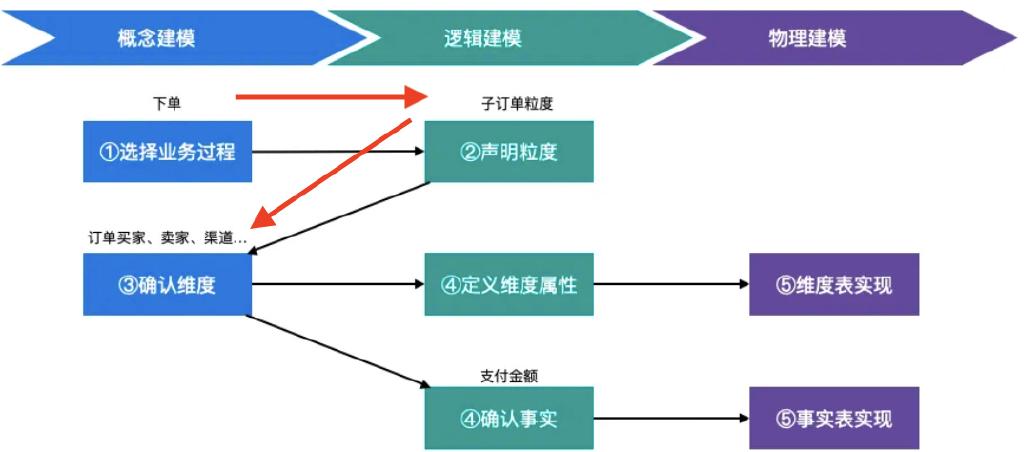 概念建模
逻辑建模
物理建模
下单
子订单粒度
①选择业务过程
②声明粒度
订单买家、卖家、渠道...
③确认维度
④定义维度属性
⑤维度表实现
支付金额
④确认事实
⑤事实表实现